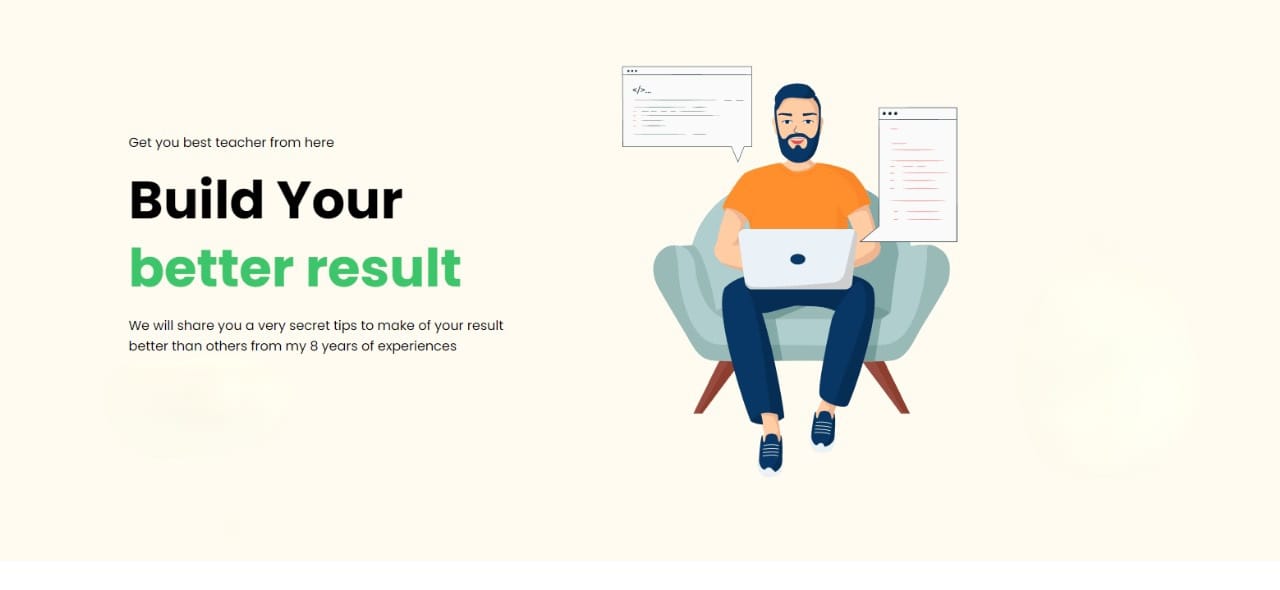 Get you best teacher from here
Build Your
better result
We will share you a very secret tips to make of your result
better than others from my 8 years of experiences
</>...